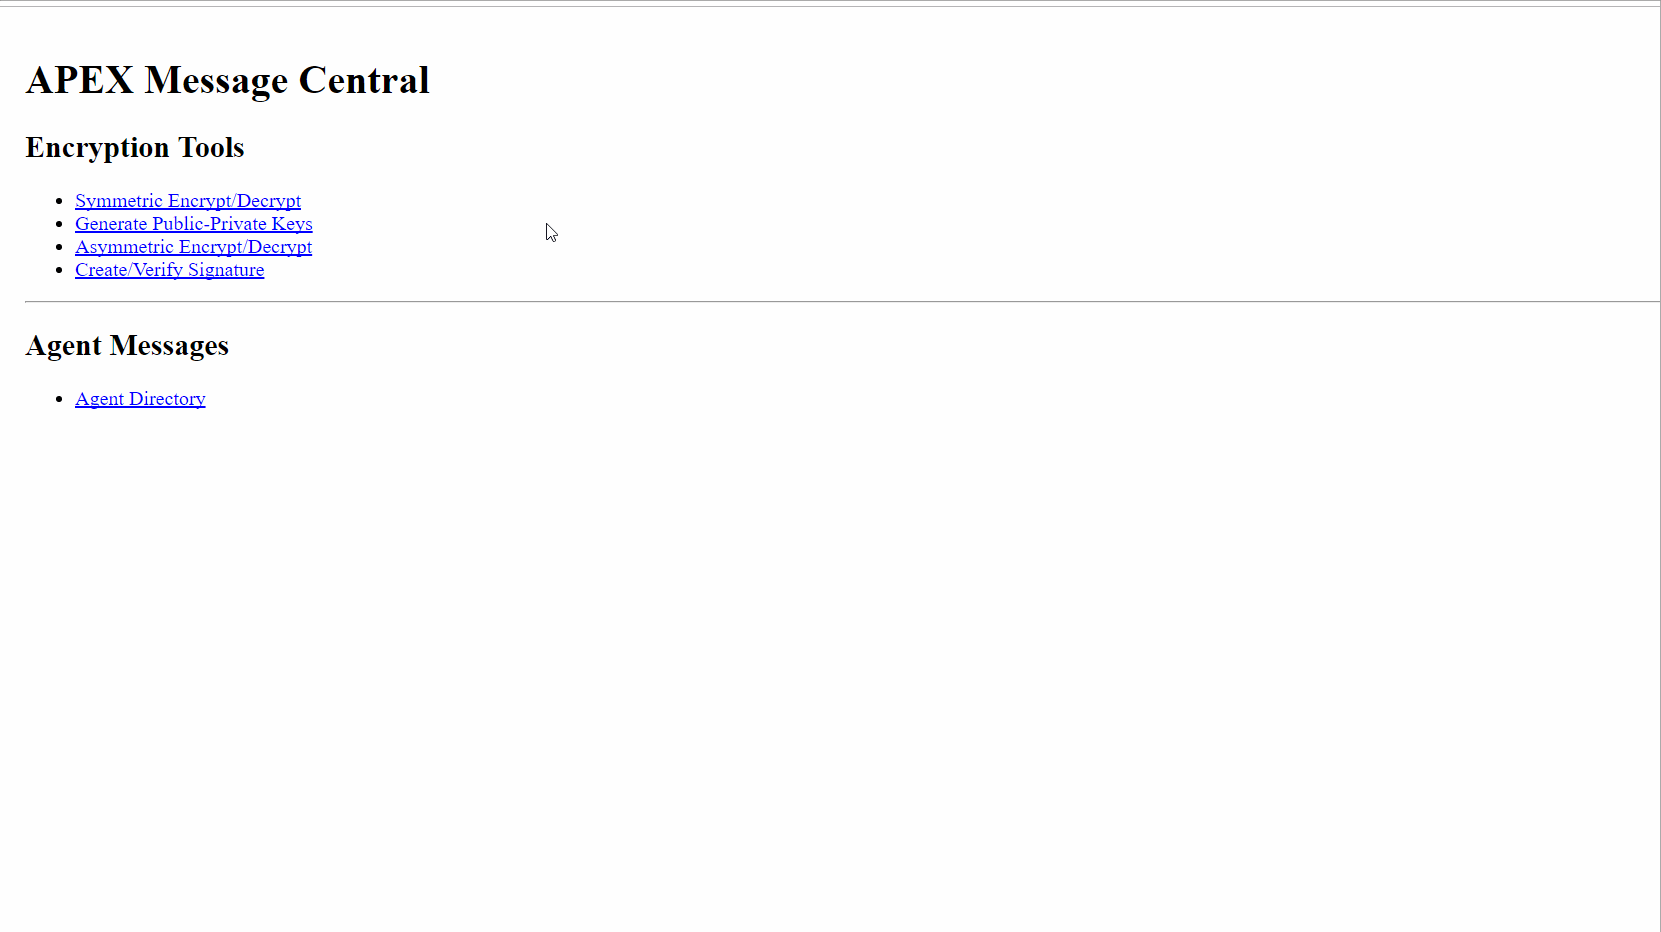 APEX Message Central
Encryption Tools
Symmetric Encrypt/Decrypt
Generate Public-Private Keys
Asymmetric Encrypt/Decrypt
Create/Verify Signature
Agent Messages
Agent Directory